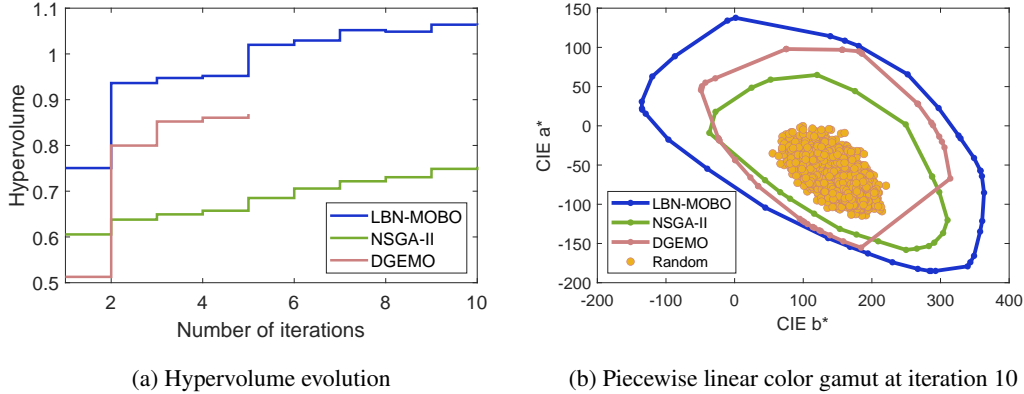 1.1
1
0.9
0.8
0.7
0.6
0.5
Hypervolume
2 4 6 8 10
Number of iterations
LBN-MOBO
NSGA-II
DGEMO
(a) Hypervolume evolution
150
100
50
0
-50
-100
-150
-200
CIE a*
-200 -100 0 100 200 300 400
CIE b*
LBN-MOBO
NSGA-II
DGEMO
Random
(b) Piecewise linear color gamut at iteration 10